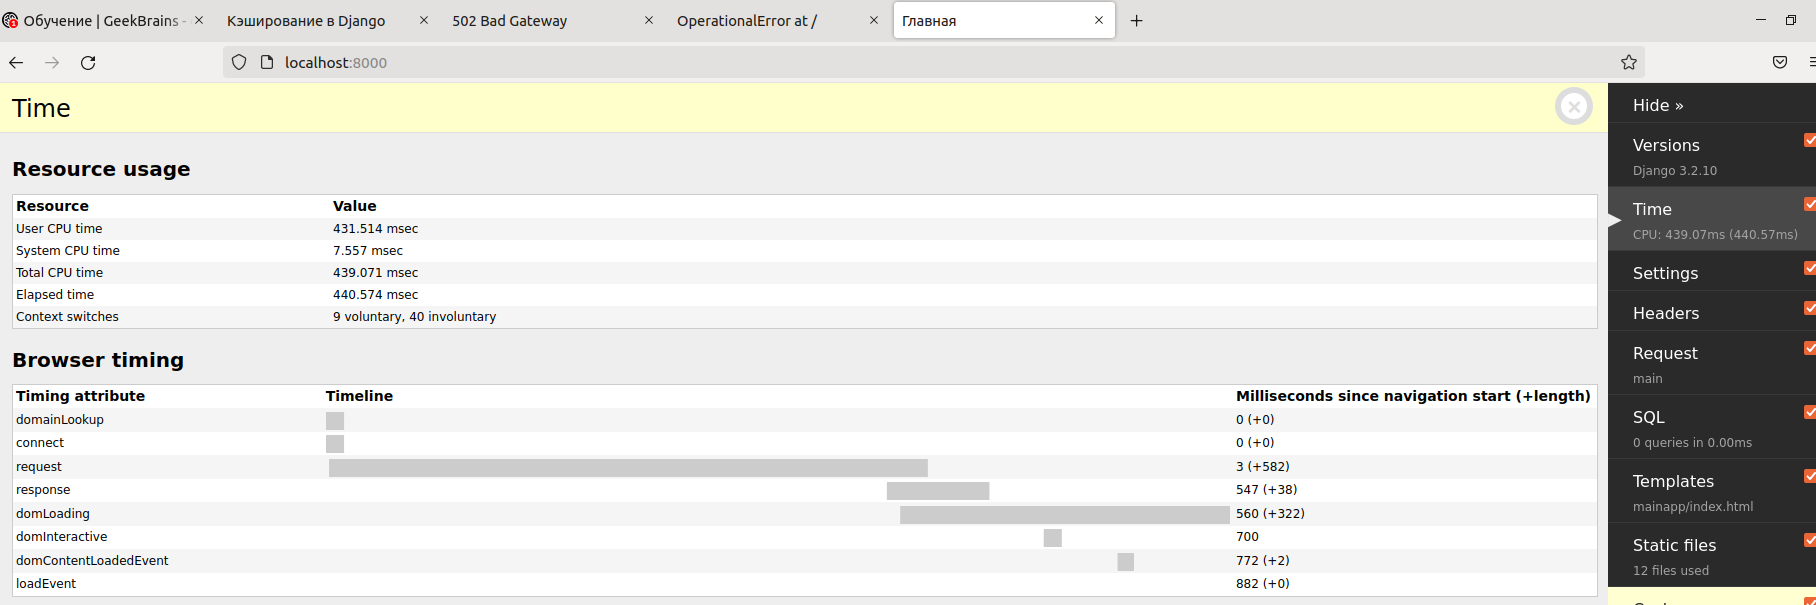 Обучение | GeekBrains -
Кэширование в Django
502 Bad Gateway
OperationalError at /
Главная
localhost:8000
Time
Resource usage
Resource Value
User CPU time 431.514 msec
System CPU time 7.557 msec
Total CPU time 439.071 msec
Elapsed time 440.574 msec
Context switches 9 voluntary, 40 involuntary
Browser timing
Timing attribute Timeline Milliseconds since navigation start (+length)
domainLookup 0 (+0)
connect 0 (+0)
request 3 (+582)
response 547 (+38)
domLoading 560 (+322)
domInteractive 700
domContentLoadedEvent 772 (+2)
loadEvent 882 (+0)
Hide »
Versions
Django 3.2.10
Time
CPU: 439.07ms (440.57ms)
Settings
Headers
Request
main
SQL
0 queries in 0.00ms
Templates
mainapp/index.html
Static files
12 files used